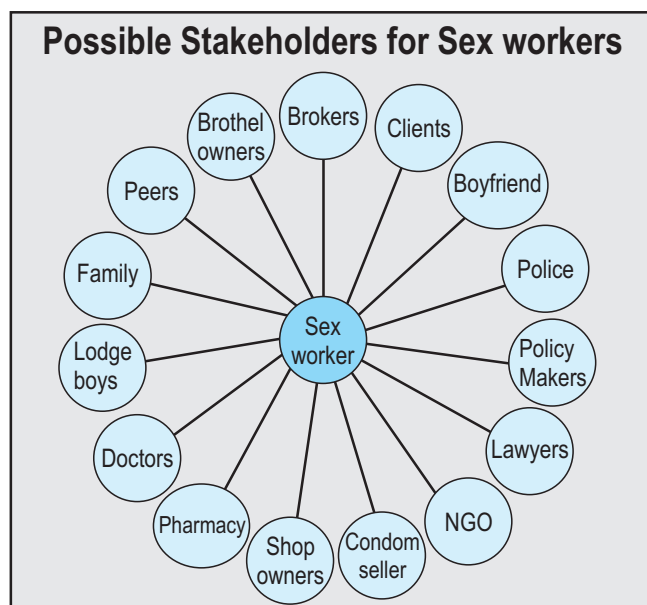 Possible Stakeholders for Sex workers
Brokers
Clients
Boyfriend
Police
Policy
Makers
Lawyers
NGO
Condom
seller
Shop
owners
Pharmacy
Doctors
Lodge
boys
Family
Peers
Brothel
owners
Sex
worker